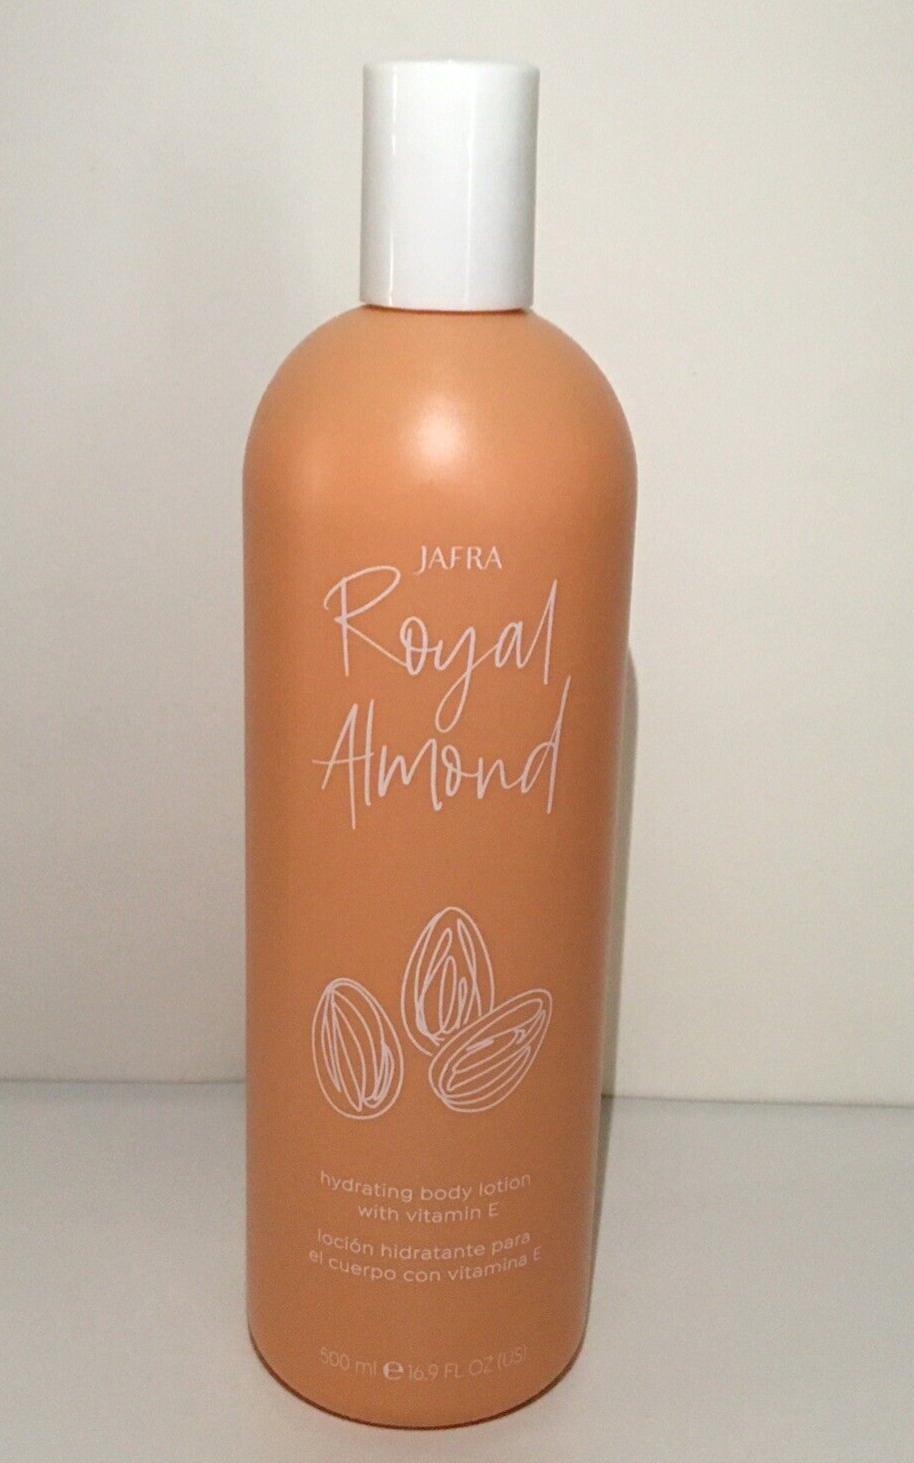 JAFRA
Royal
Almond
hydrating body lotion
with vitamin E
loción hidratante para
el cuerpo con vitamina E
500 ml ℮ 16.9 FL OZ (US)